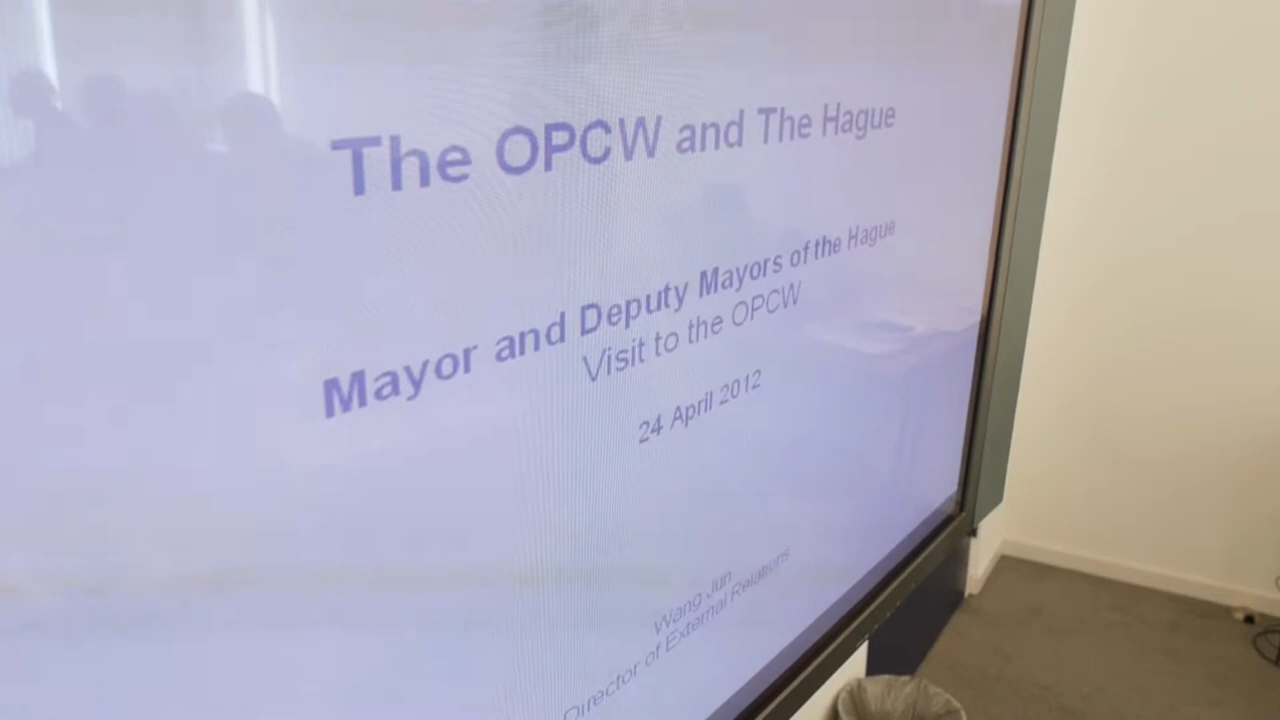 The OPCW and The Hague
Mayor and Deputy Mayors of the Hague
Visit to the OPCW
24 April 2012
Wang Jun
Director of External Relations